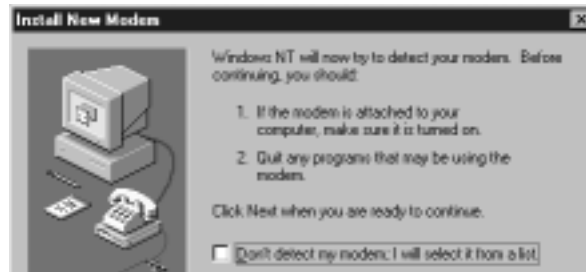 Install New Modem
Windows NT will now try to detect your modem. Before
continuing, you should:
1. If the modem is attached to your
computer, make sure it is turned on.
2. Quit any programs that may be using the
modem.
Click Next when you are ready to continue.
Don't detect my modem; I will select it from a list.